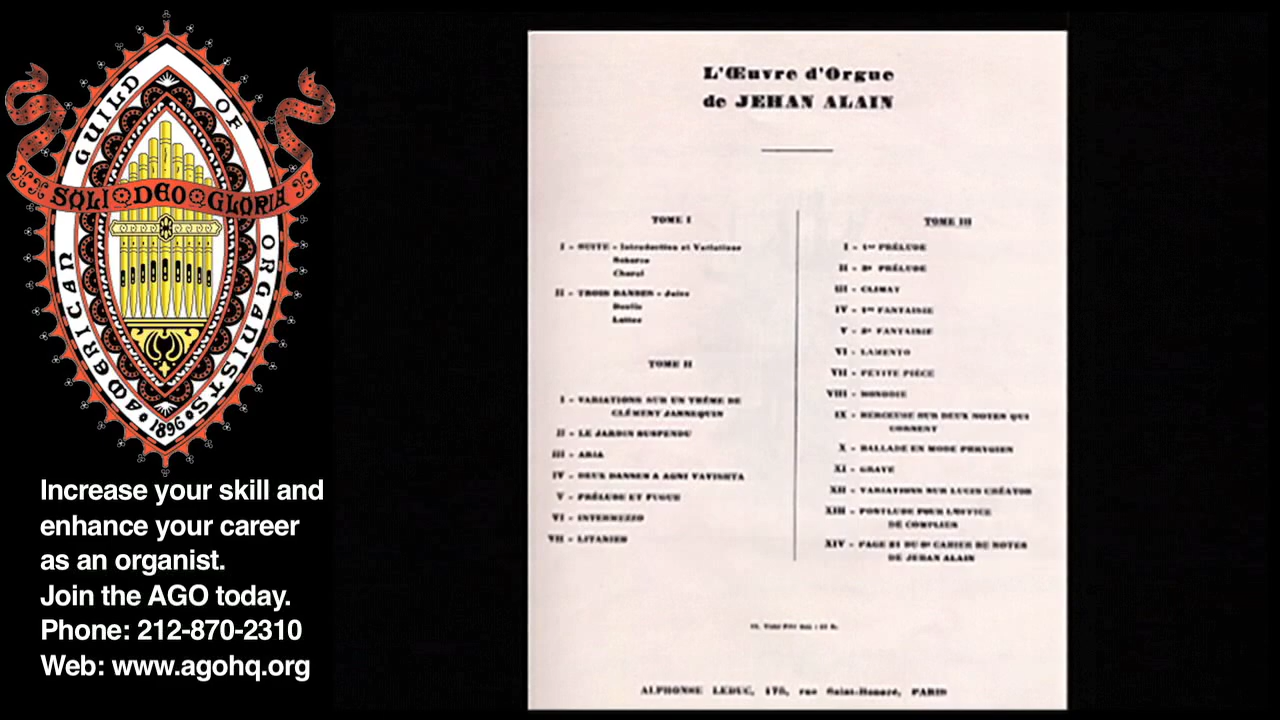 AMERICAN GUILD OF ORGANISTS
SOLI DEO GLORIA
1896
Increase your skill and
enhance your career
as an organist.
Join the AGO today.
Phone: 212-870-2310
Web: www.agohq.org
L'Œuvre d'Orgue
de JEHAN ALAIN
TOME I
I - SUITE - Introduction et Variations
Scherzo
Choral
II - TROIS DANSES - Joies
Deuils
Luttes
TOME II
I - VARIATIONS SUR UN THÈME DE
CLÉMENT JANNEQUIN
II - LE JARDIN SUSPENDU
III - ARIA
IV - DEUX DANSES A AGNI YAVISHTA
V - PRÉLUDE ET FUGUE
VI - INTERMEZZO
VII - LITANIES
TOME III
I - 1er PRÉLUDE
II - 2e PRÉLUDE
III - CLIMAT
IV - 1re FANTAISIE
V - 2e FANTAISIE
VI - LAMENTO
VII - PETITE PIÈCE
VIII - MONODIE
IX - BERCEUSE SUR DEUX NOTES QUI
CORNENT
X - BALLADE EN MODE PHRYGIEN
XI - GRAVE
XII - VARIATIONS SUR LUCIS CRÉATOR
XIII - POSTLUDE POUR L'OFFICE
DE COMPLIES
XIV - PAGE 21 DU 8e CAHIER DE NOTES
DE JEHAN ALAIN
ALPHONSE LEDUC, 175, rue Saint-Honoré, PARIS